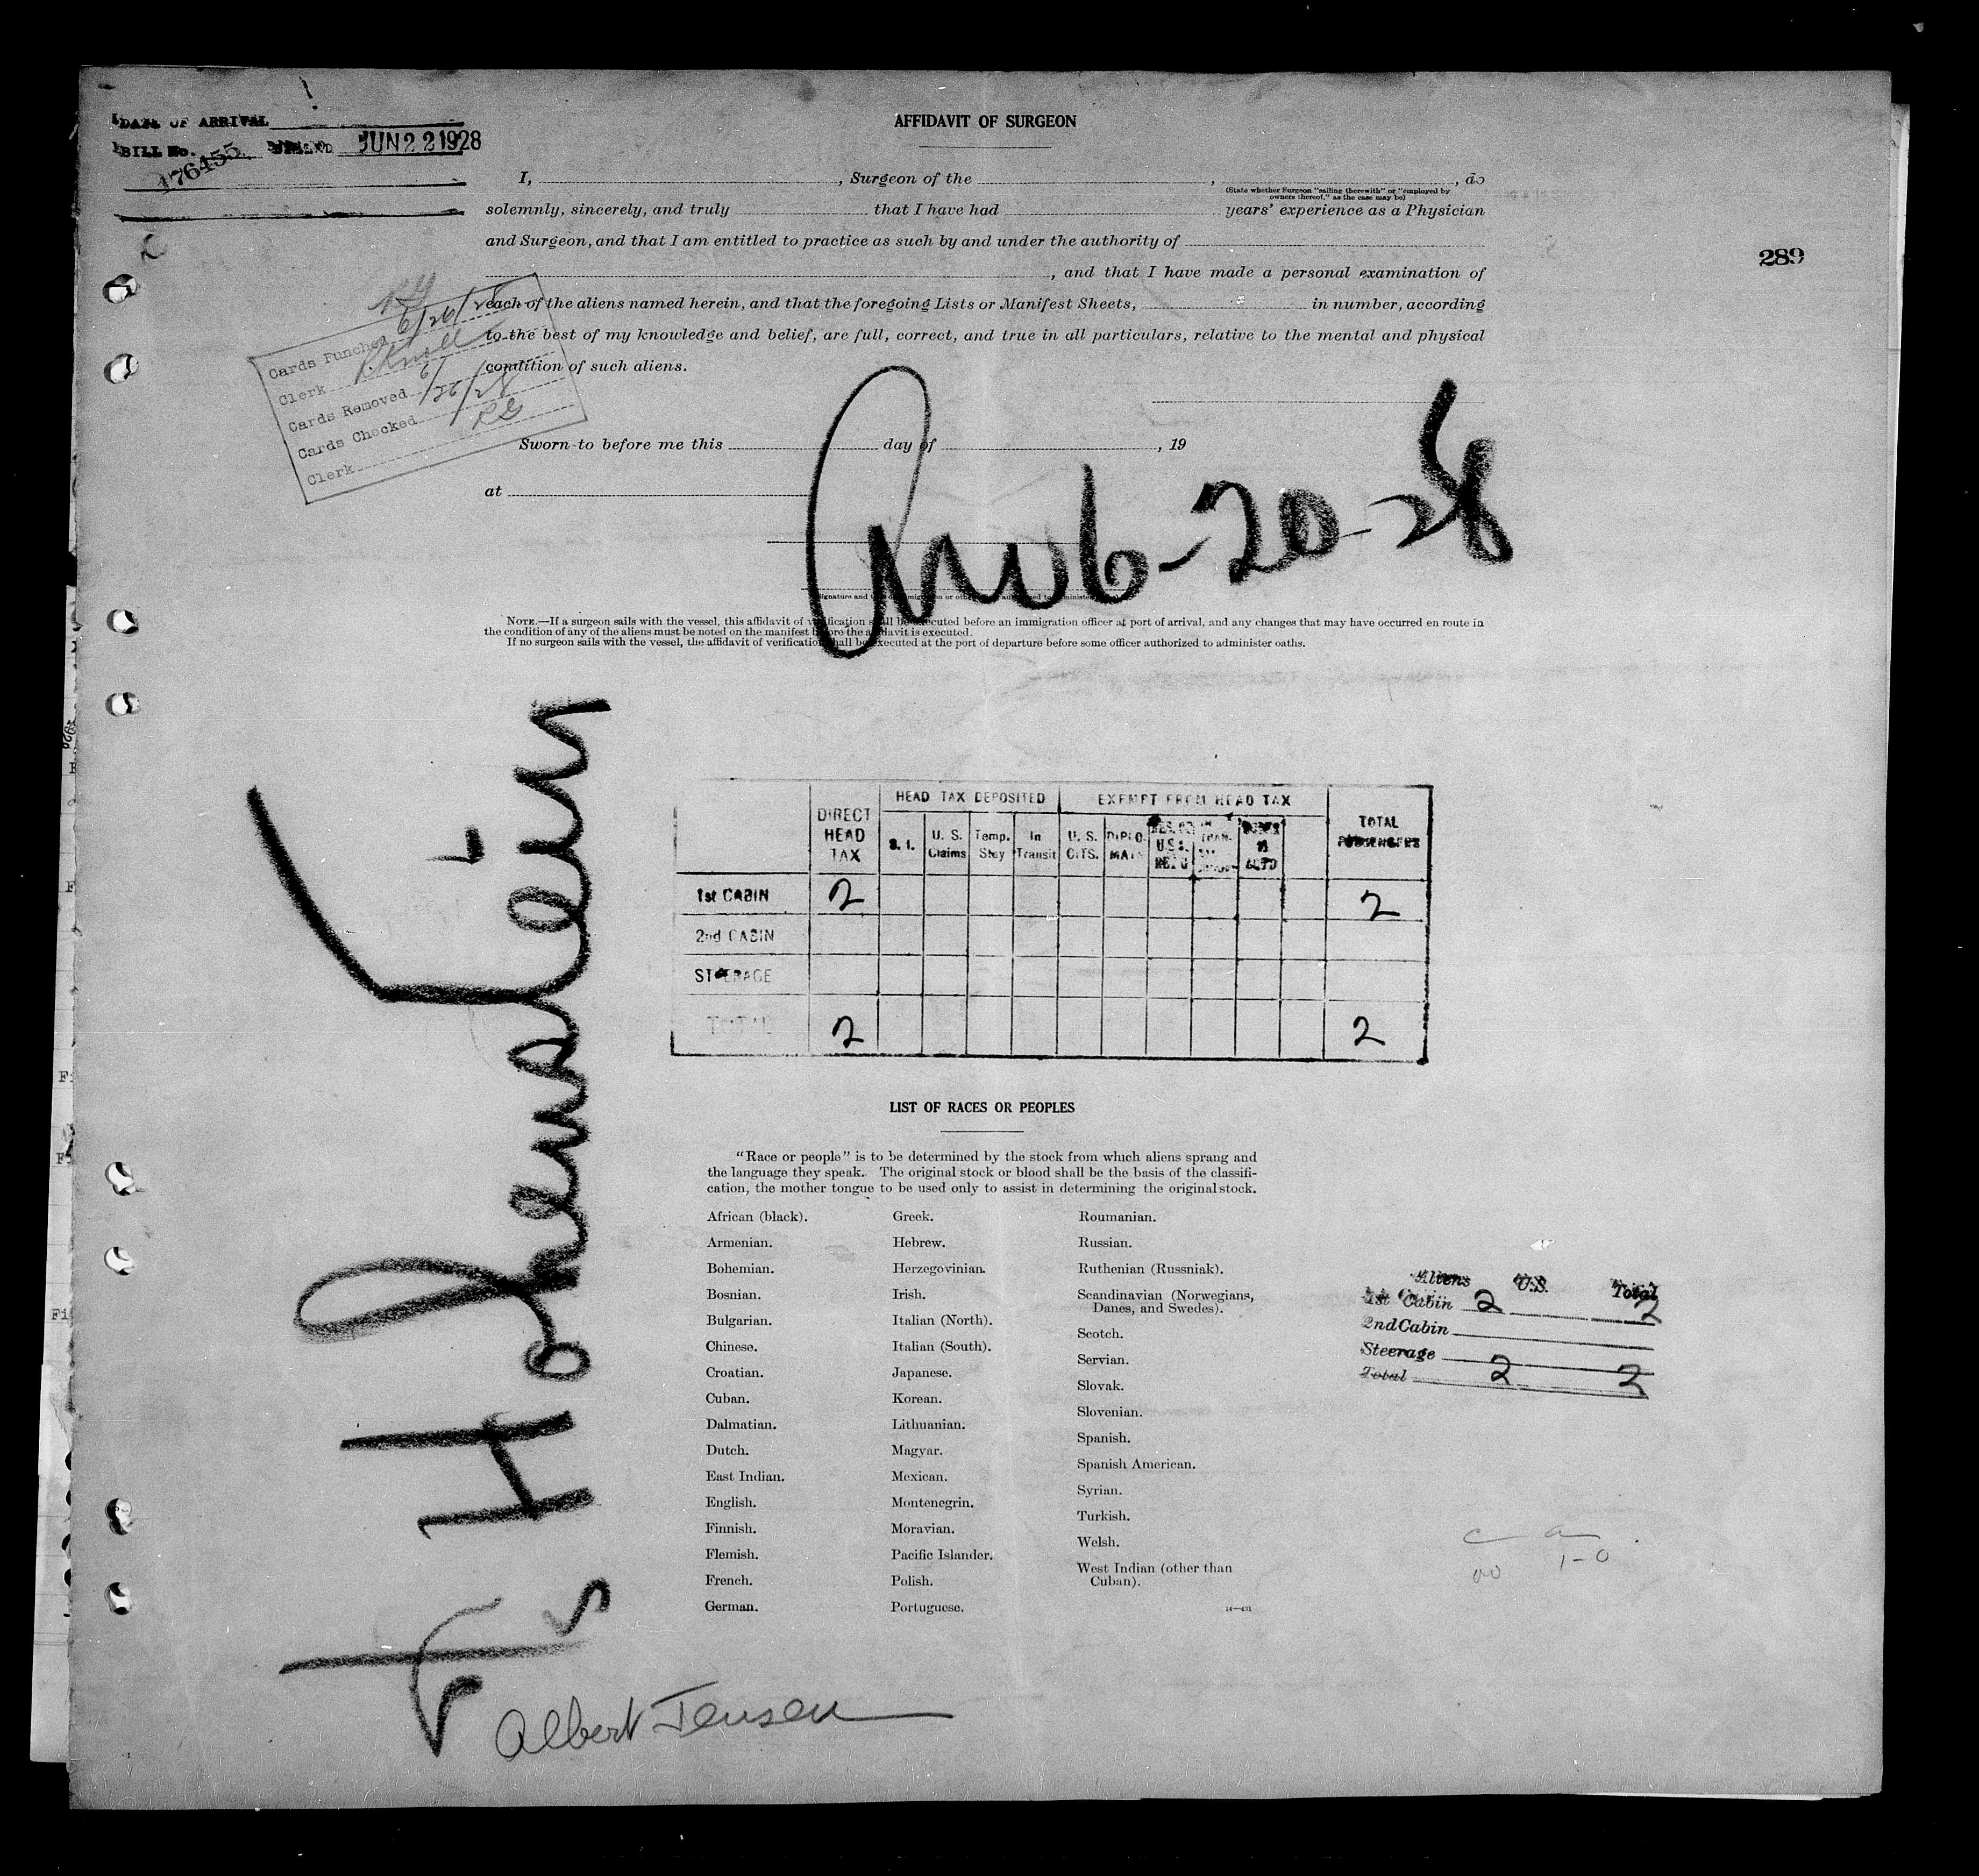 DATE OF ARRIVAL
BILL No. 176455 JUN 22 1928
AFFIDAVIT OF SURGEON
289
I, , Surgeon of the , , do
(State whether Surgeon "sailing therewith" or "employed by
owners thereof," as the case may be)
solemnly, sincerely, and truly that I have had years' experience as a Physician
and Surgeon, and that I am entitled to practice as such by and under the authority of
, and that I have made a personal examination of
each of the aliens named herein, and that the foregoing Lists or Manifest Sheets, in number, according
to the best of my knowledge and belief, are full, correct, and true in all particulars, relative to the mental and physical
condition of such aliens.
Cards Punched 6/26/28
Clerk
Cards Removed
Cards Checked 6/26/28
Clerk
Sworn to before me this day of , 19
at
Arr 6-20-28
NOTE.—If a surgeon sails with the vessel, this affidavit of verification shall be executed before an immigration officer at port of arrival, and any changes that may have occurred en route in
the condition of any of the aliens must be noted on the manifest before the affidavit is executed.
If no surgeon sails with the vessel, the affidavit of verification shall be executed at the port of departure before some officer authorized to administer oaths.
HEAD TAX DEPOSITED EXEMPT FROM HEAD TAX
DIRECT HEAD TAX S. I. U. S. Claims Temp. Stay In Transit U. S. CITS. DIPLOMATS TOTAL PASSENGERS
1st CABIN 2 2
2nd CABIN
STEERAGE
TOTAL 2 2
LIST OF RACES OR PEOPLES
"Race or people" is to be determined by the stock from which aliens sprang and
the language they speak. The original stock or blood shall be the basis of the classifi-
cation, the mother tongue to be used only to assist in determining the original stock.
African (black).
Armenian.
Bohemian.
Bosnian.
Bulgarian.
Chinese.
Croatian.
Cuban.
Dalmatian.
Dutch.
East Indian.
English.
Finnish.
Flemish.
French.
German.
Greek.
Hebrew.
Herzegovinian.
Irish.
Italian (North).
Italian (South).
Japanese.
Korean.
Lithuanian.
Magyar.
Mexican.
Montenegrin.
Moravian.
Pacific Islander.
Polish.
Portuguese.
Roumanian.
Russian.
Ruthenian (Russniak).
Scandinavian (Norwegians,
Danes, and Swedes).
Scotch.
Servian.
Slovak.
Slovenian.
Spanish.
Spanish American.
Syrian.
Turkish.
Welsh.
West Indian (other than
Cuban).
Aliens U.S. Total
1st Cabin 2 2
2nd Cabin
Steerage
Total 2 2
Holenstein
Albert Jensen